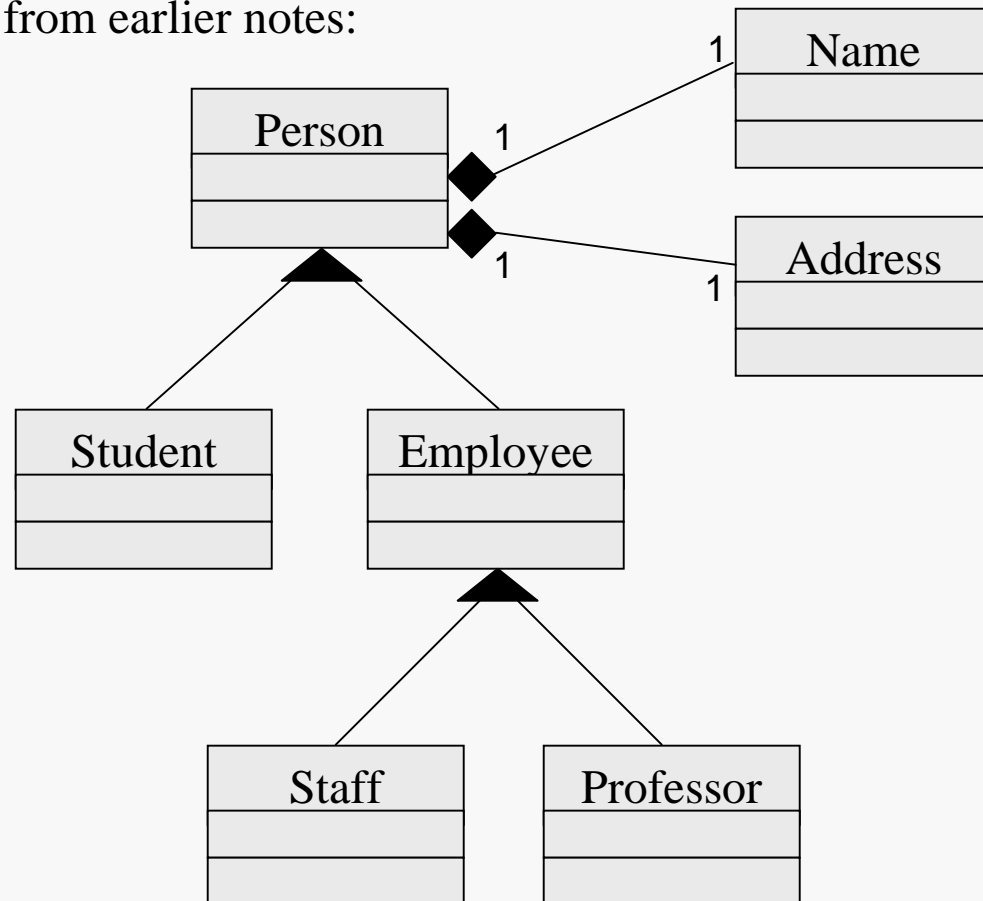 from earlier notes:
1
Name
Person
1
1
Address
1
Student
Employee
Staff
Professor